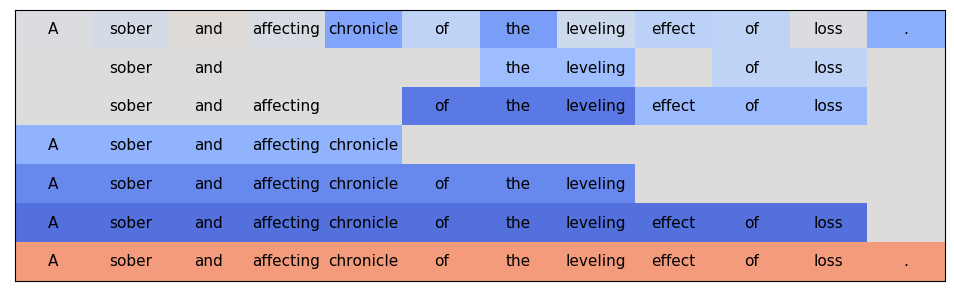 A sober and affecting chronicle of the leveling effect of loss .
sober and the leveling of loss
sober and affecting of the leveling effect of loss
A sober and affecting chronicle
A sober and affecting chronicle of the leveling
A sober and affecting chronicle of the leveling effect of loss
A sober and affecting chronicle of the leveling effect of loss .